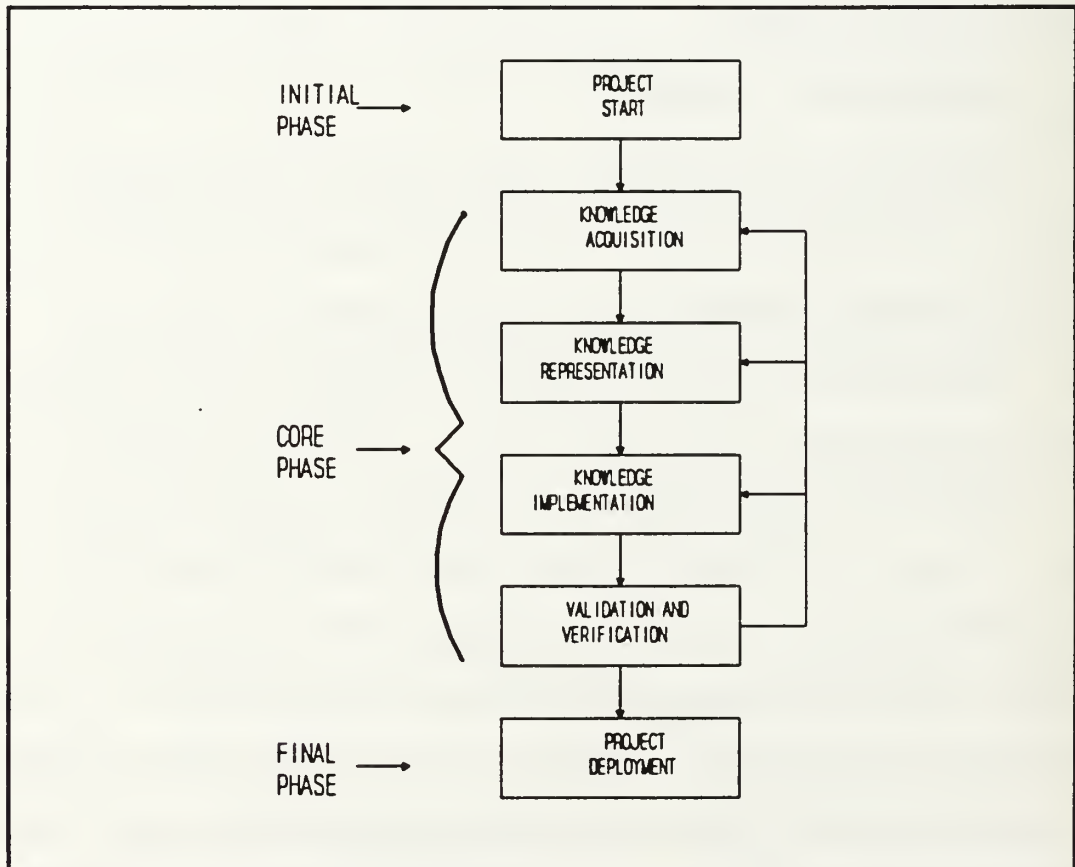 INITIAL
PHASE
PROJECT
START
KNOWLEDGE
ACQUISITION
KNOWLEDGE
REPRESENTATION
CORE
PHASE
KNOWLEDGE
IMPLEMENTATION
VALIDATION AND
VERIFICATION
FINAL
PHASE
PROJECT
DEPLOYMENT